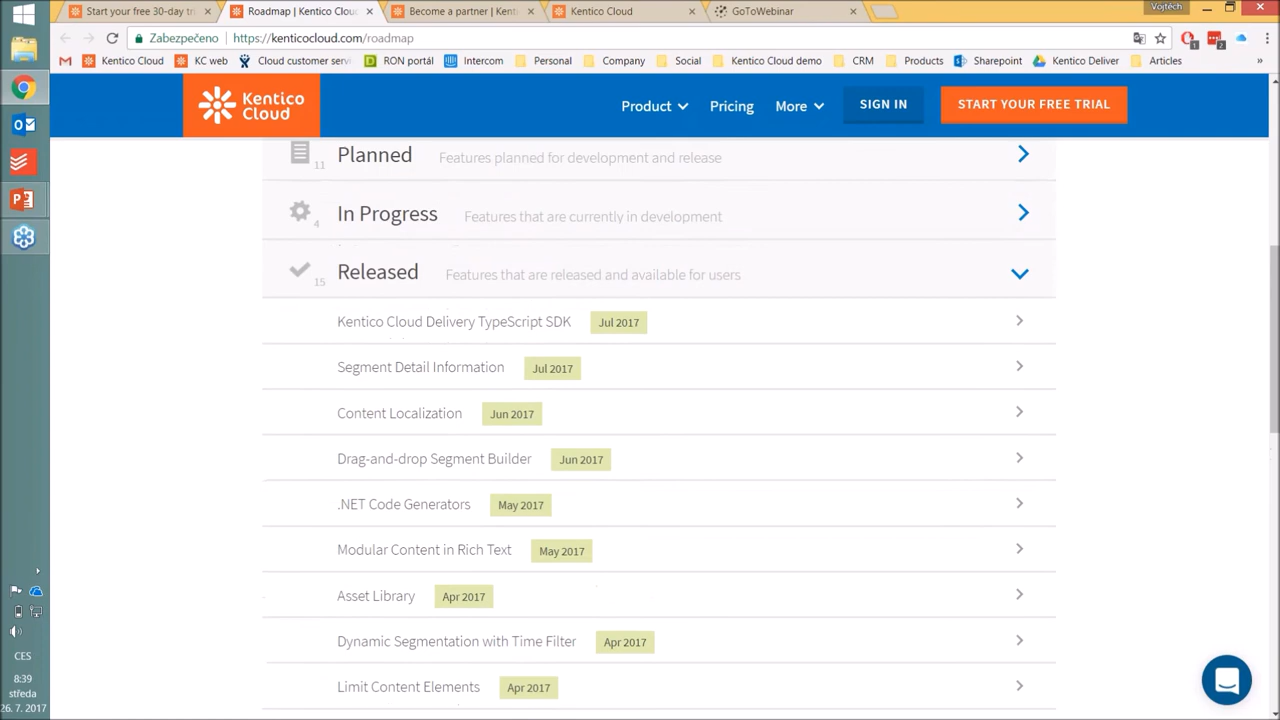 Start your free 30-day tr
Roadmap | Kentico Cloud
Become a partner | Kent
Kentico Cloud
GoToWebinar
Vojtěch
Zabezpečeno
https://kenticocloud.com/roadmap
Kentico Cloud
KC web
Cloud customer serv
RON portál
Intercom
Personal
Company
Social
Kentico Cloud demo
CRM
Products
Sharepoint
Kentico Deliver
Articles
»
Kentico Cloud
Product
Pricing
More
SIGN IN
START YOUR FREE TRIAL
11 Planned Features planned for development and release
4 In Progress Features that are currently in development
15 Released Features that are released and available for users
Kentico Cloud Delivery TypeScript SDK Jul 2017
Segment Detail Information Jul 2017
Content Localization Jun 2017
Drag-and-drop Segment Builder Jun 2017
.NET Code Generators May 2017
Modular Content in Rich Text May 2017
Asset Library Apr 2017
Dynamic Segmentation with Time Filter Apr 2017
Limit Content Elements Apr 2017
CES
8:39
středa
26. 7. 2017